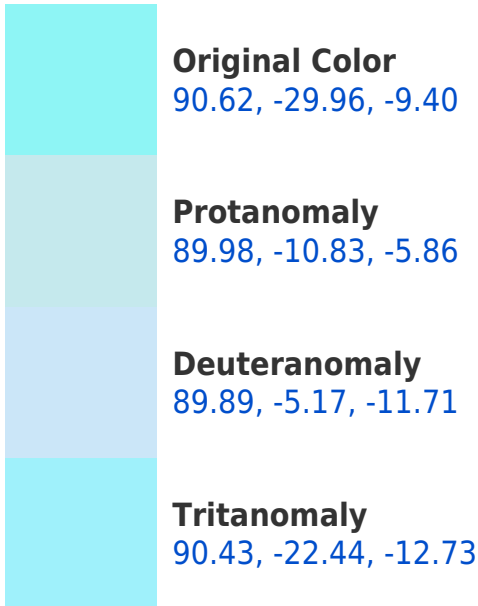 Original Color
90.62, -29.96, -9.40
Protanomaly
89.98, -10.83, -5.86
Deuteranomaly
89.89, -5.17, -11.71
Tritanomaly
90.43, -22.44, -12.73